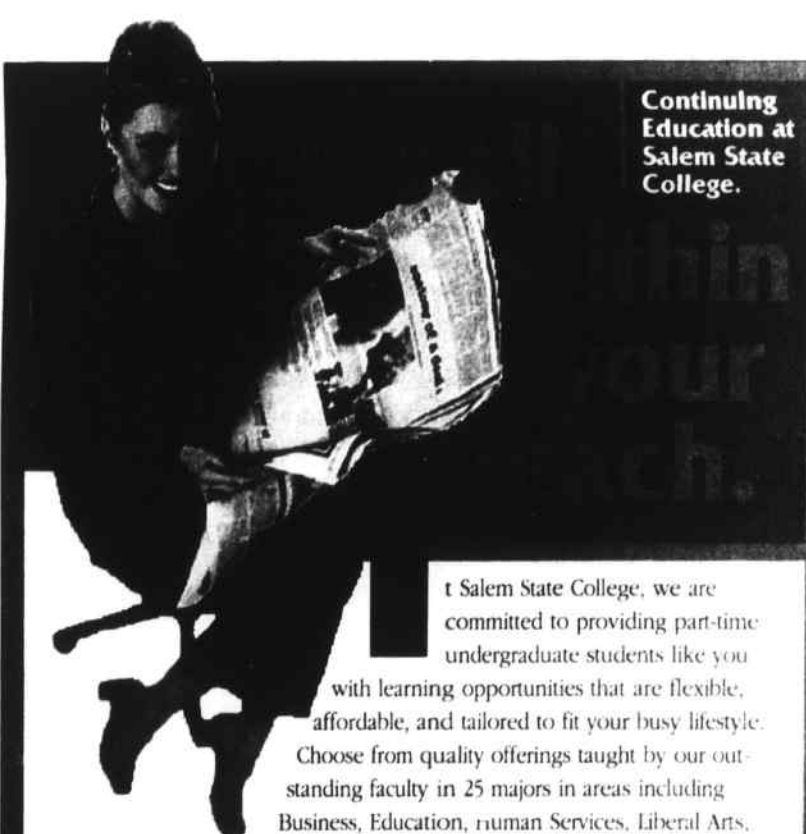 Continuing
Education at
Salem State
College.
t Salem State College, we are
committed to providing part-time
undergraduate students like you
with learning opportunities that are flexible,
affordable, and tailored to fit your busy lifestyle.
Choose from quality offerings taught by our out-
standing faculty in 25 majors in areas including
Business, Education, Human Services, Liberal Arts,